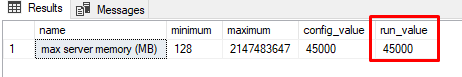 Results Messages
name minimum maximum config_value run_value
1 max server memory (MB) 128 2147483647 45000 45000